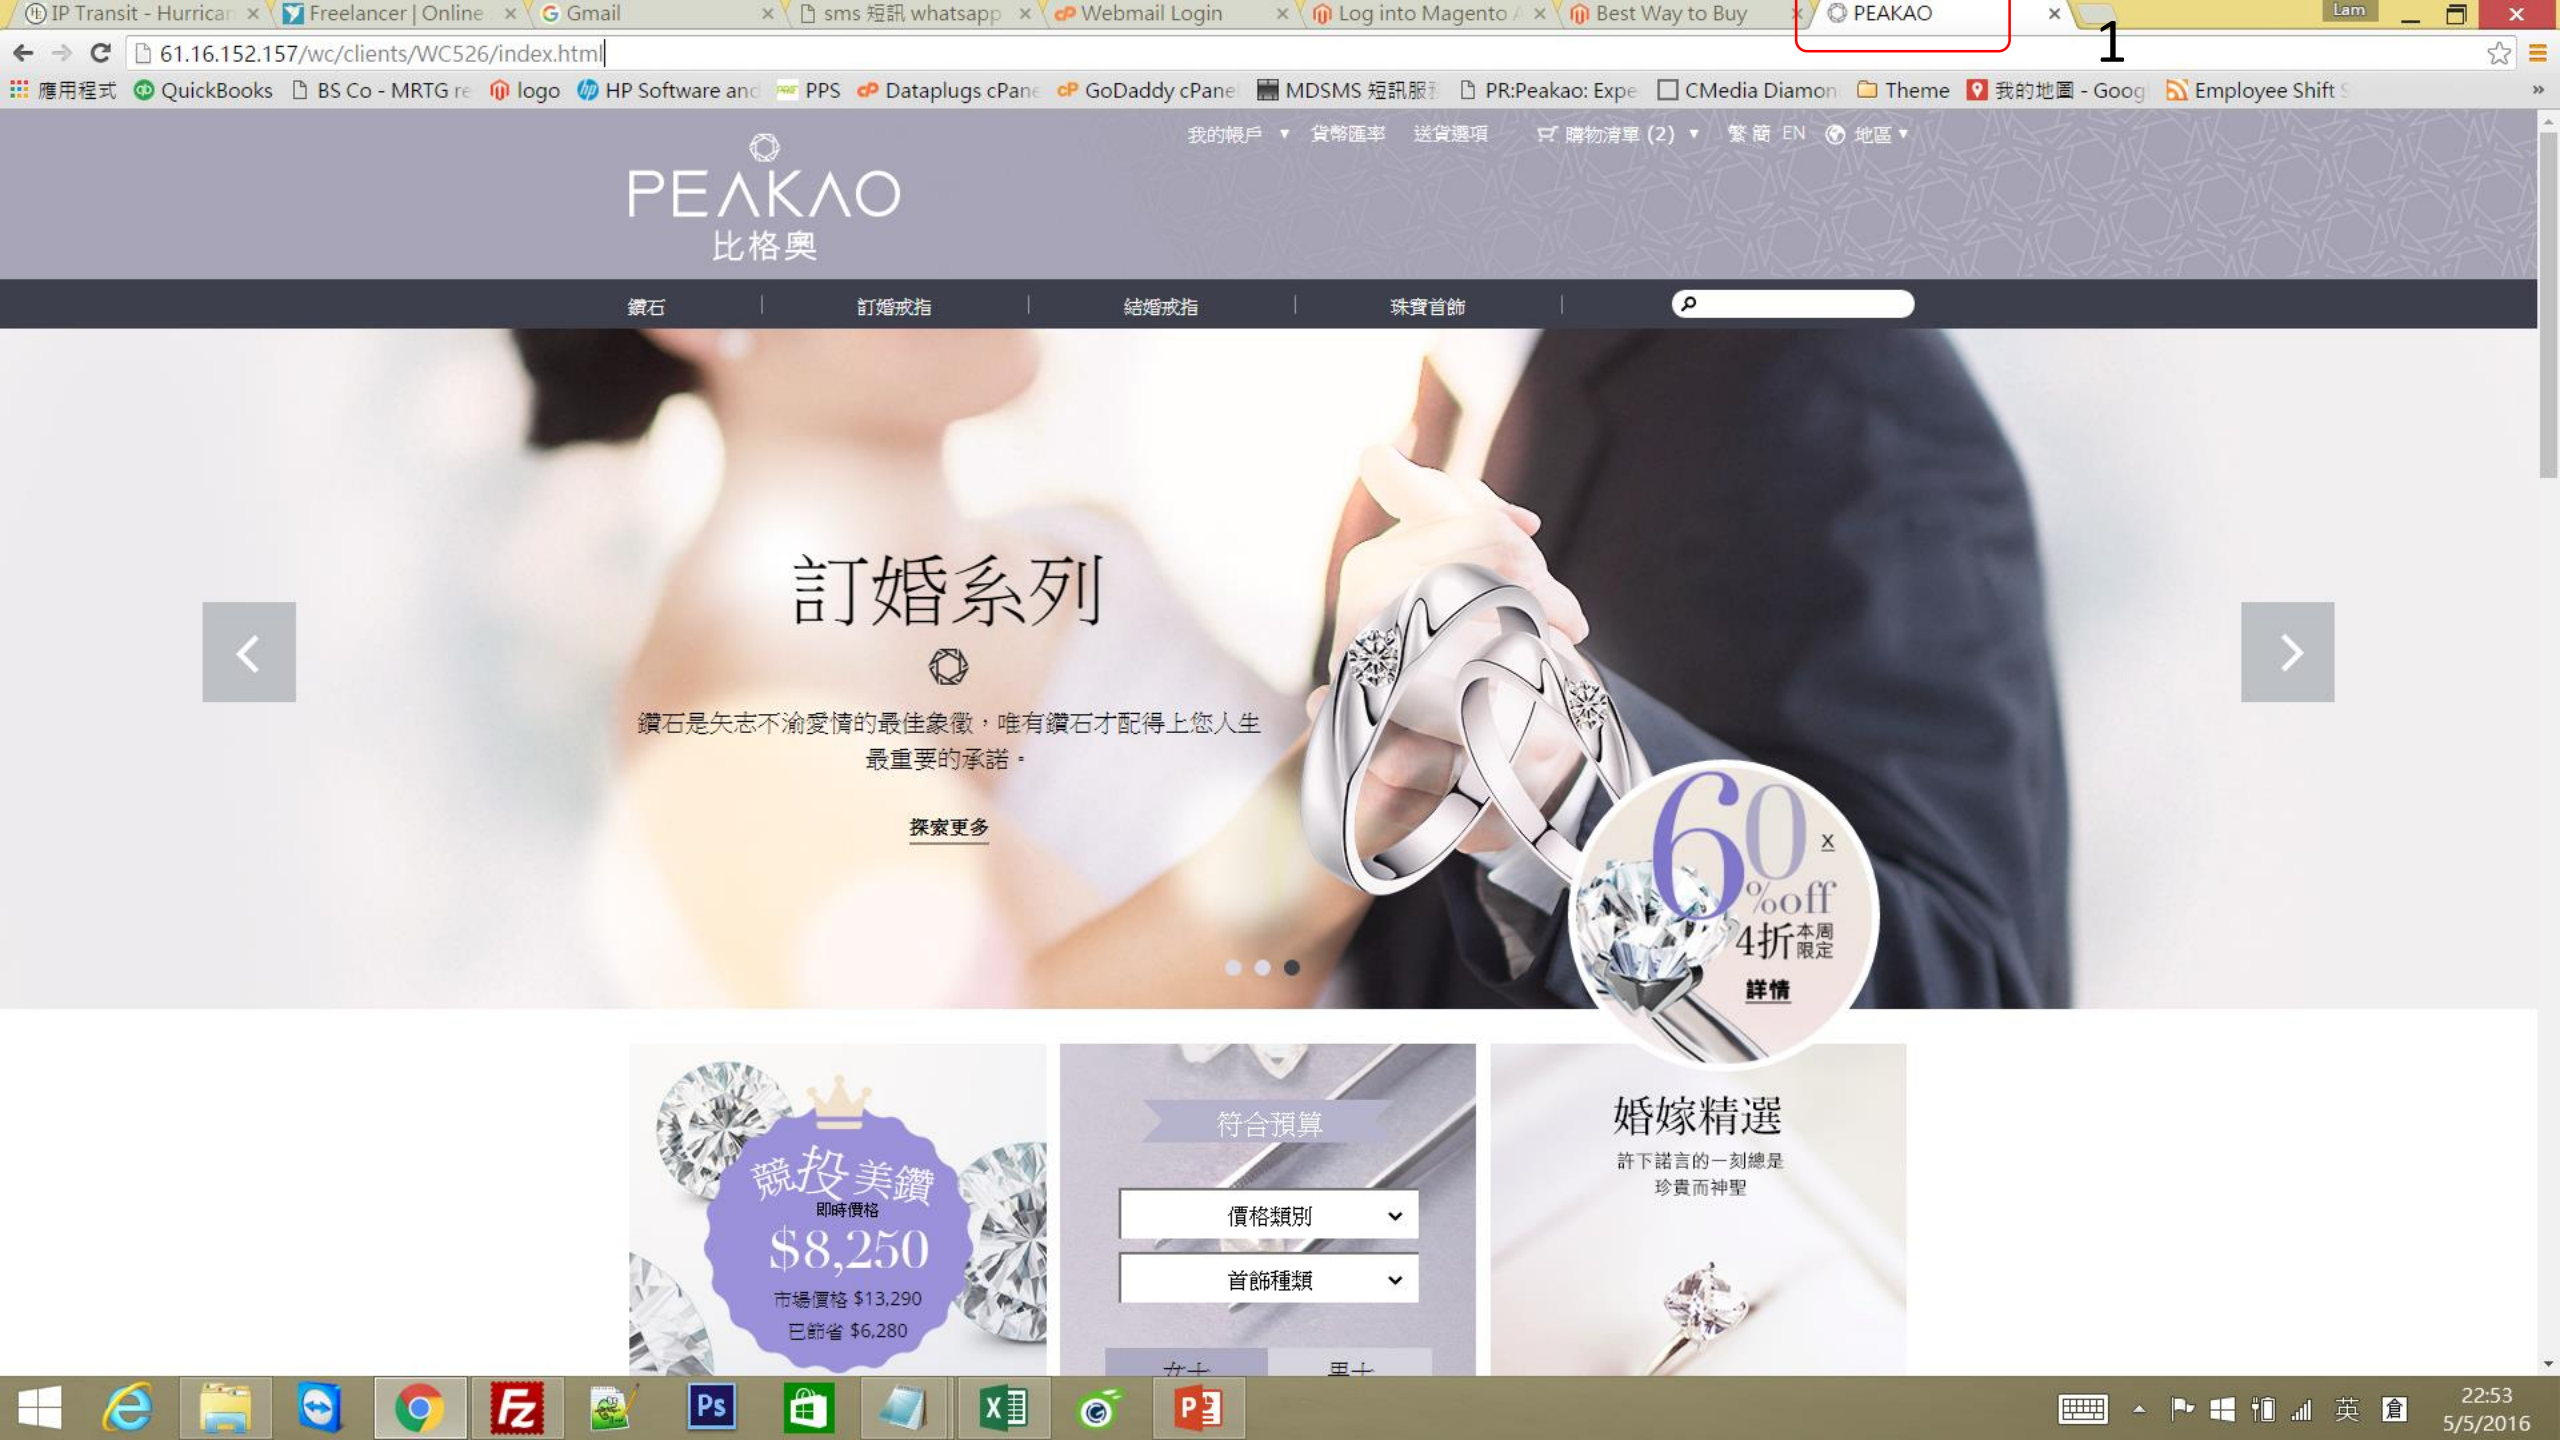 IP Transit - Hurrican
Freelancer | Online
Gmail
sms 短訊 whatsapp
Webmail Login
Log into Magento A
Best Way to Buy
PEAKAO
Lam
1
61.16.152.157/wc/clients/WC526/index.html
應用程式
QuickBooks
BS Co - MRTG re
logo
HP Software and
PPS
Dataplugs cPane
GoDaddy cPanel
MDSMS 短訊服務
PR:Peakao: Expe
CMedia Diamon
Theme
我的地圖 - Goog
Employee Shift S
»
我的帳戶 ▼ 貨幣匯率 送貨選項 購物清單 (2) ▼ 繁 簡 EN 地區 ▼
PEAKAO
比格奧
鑽石
訂婚戒指
結婚戒指
珠寶首飾
訂婚系列
鑽石是矢志不渝愛情的最佳象徵，唯有鑽石才配得上您人生
最重要的承諾。
探索更多
60
%off
x
4折 本周限定
詳情
競投美鑽
即時價格
$8,250
市場價格 $13,290
已節省 $6,280
符合預算
價格類別
首飾種類
女士
男士
婚嫁精選
許下諾言的一刻總是
珍貴而神聖
Ps
英
倉
22:53
5/5/2016